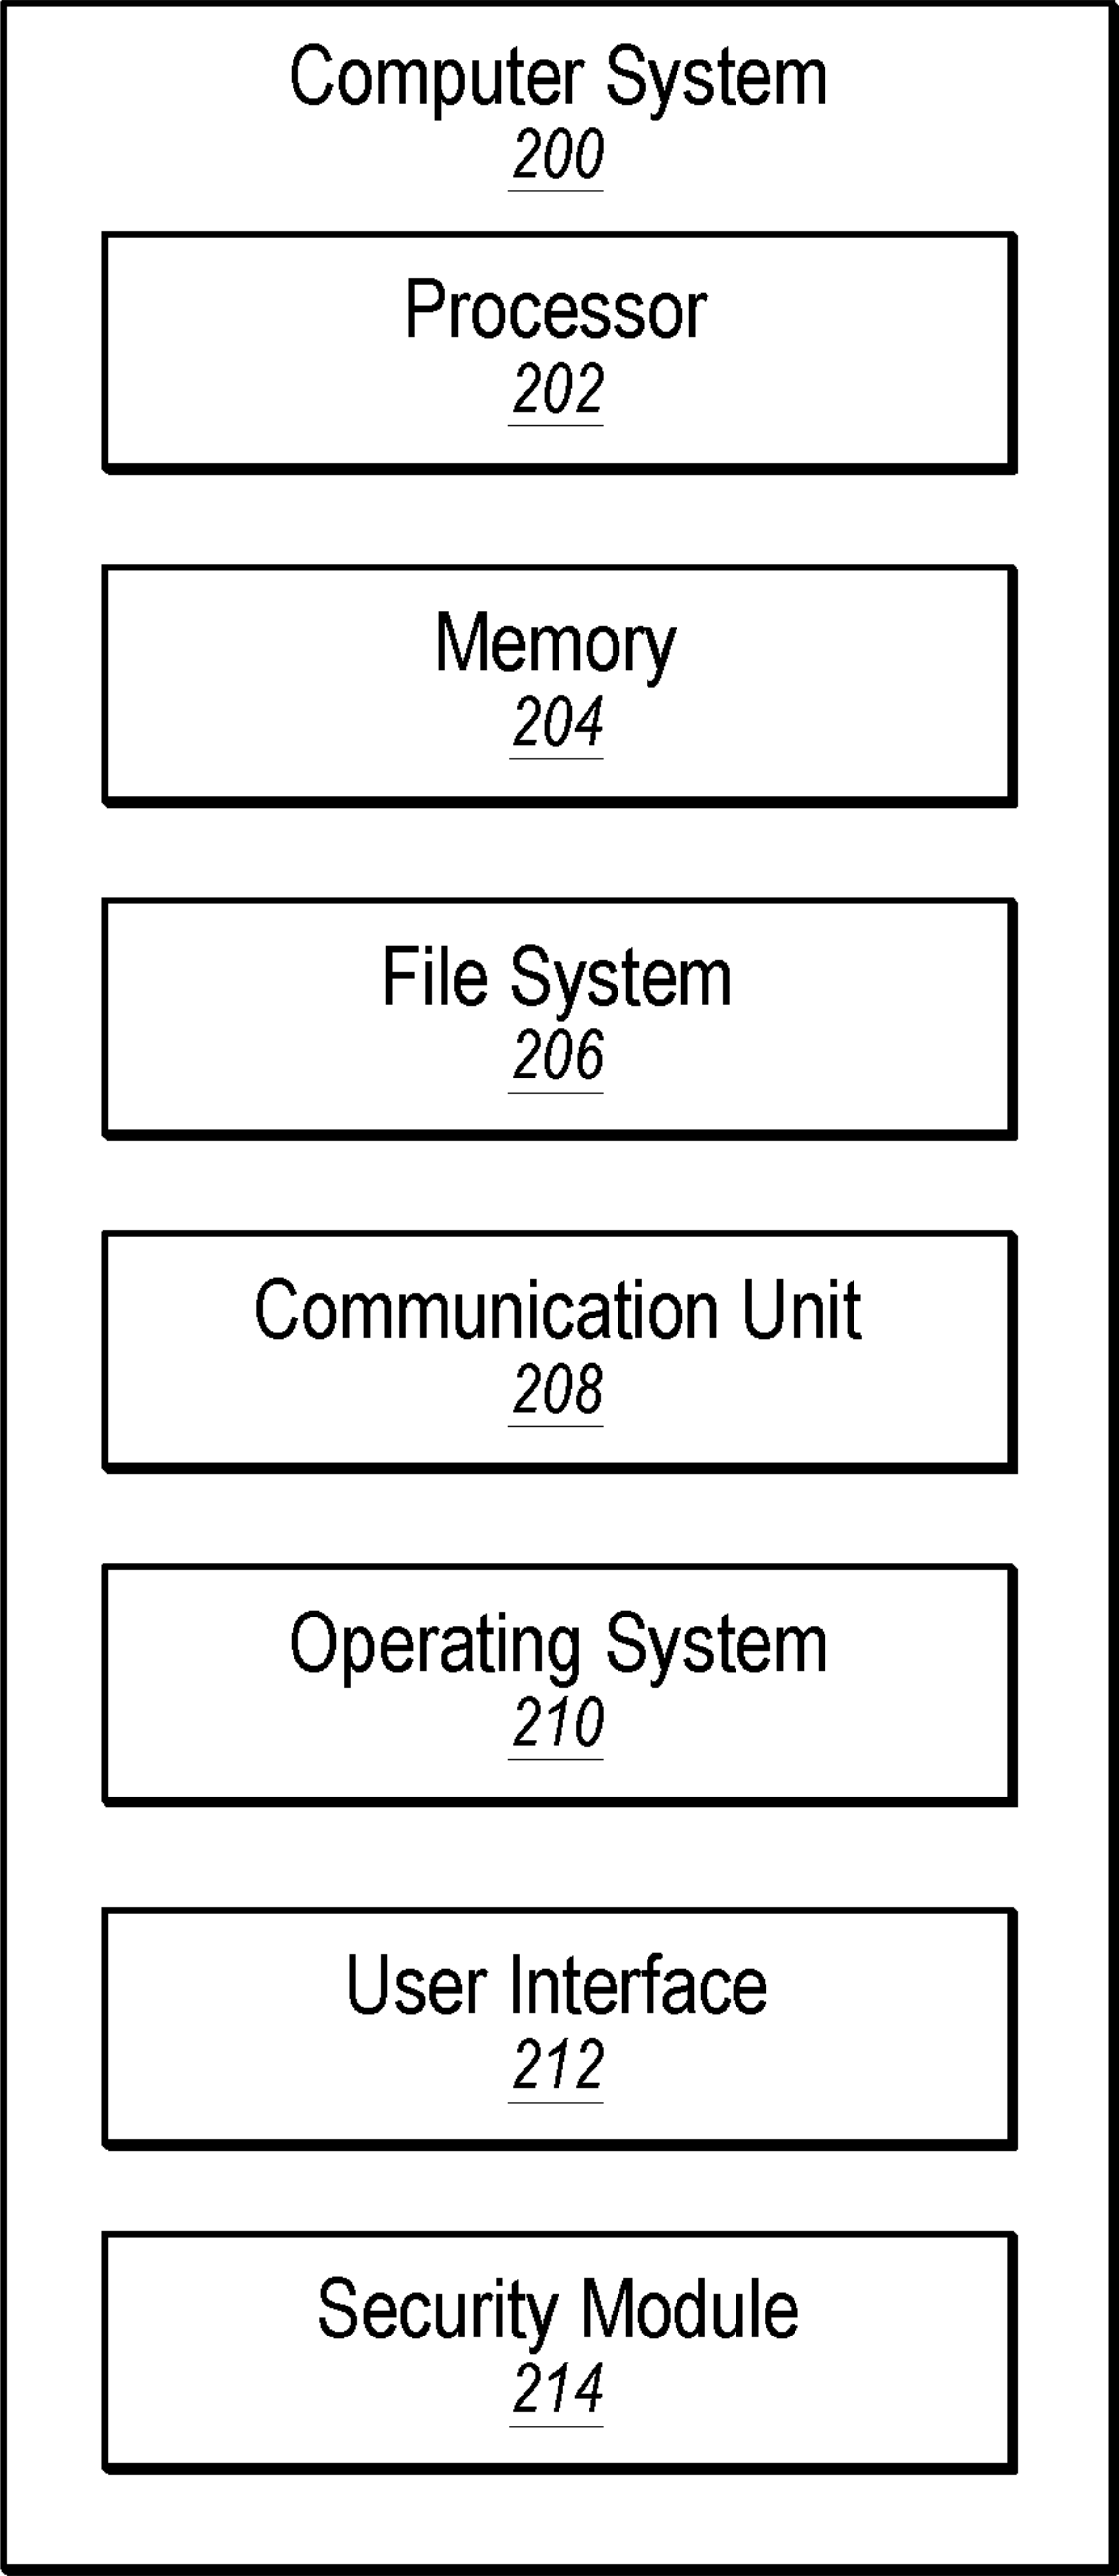 Computer System
200
Processor
202
Memory
204
File System
206
Communication Unit
208
Operating System
210
User Interface
212
Security Module
214